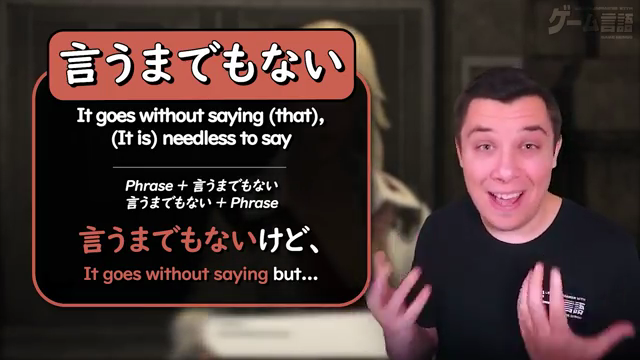 ゲーム言語
言うまでもない
It goes without saying (that),
(It is) needless to say
Phrase + 言うまでもない
言うまでもない + Phrase
言うまでもないけど、
It goes without saying but...